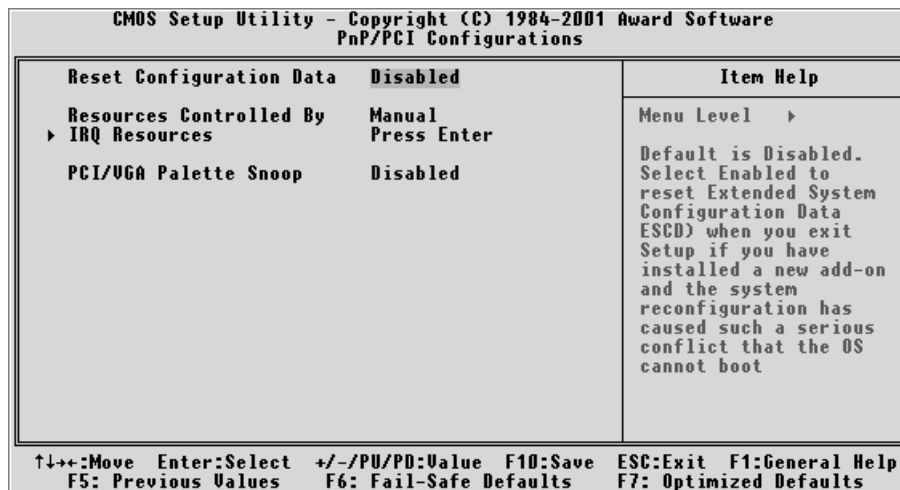 CMOS Setup Utility - Copyright (C) 1984-2001 Award Software
PnP/PCI Configurations
Reset Configuration Data Disabled
Resources Controlled By Manual
▸ IRQ Resources Press Enter
PCI/VGA Palette Snoop Disabled
Item Help
Menu Level ▸
Default is Disabled.
Select Enabled to
reset Extended System
Configuration Data
ESCD) when you exit
Setup if you have
installed a new add-on
and the system
reconfiguration has
caused such a serious
conflict that the OS
cannot boot
↑↓→←:Move Enter:Select +/-/PU/PD:Value F10:Save ESC:Exit F1:General Help
F5: Previous Values F6: Fail-Safe Defaults F7: Optimized Defaults